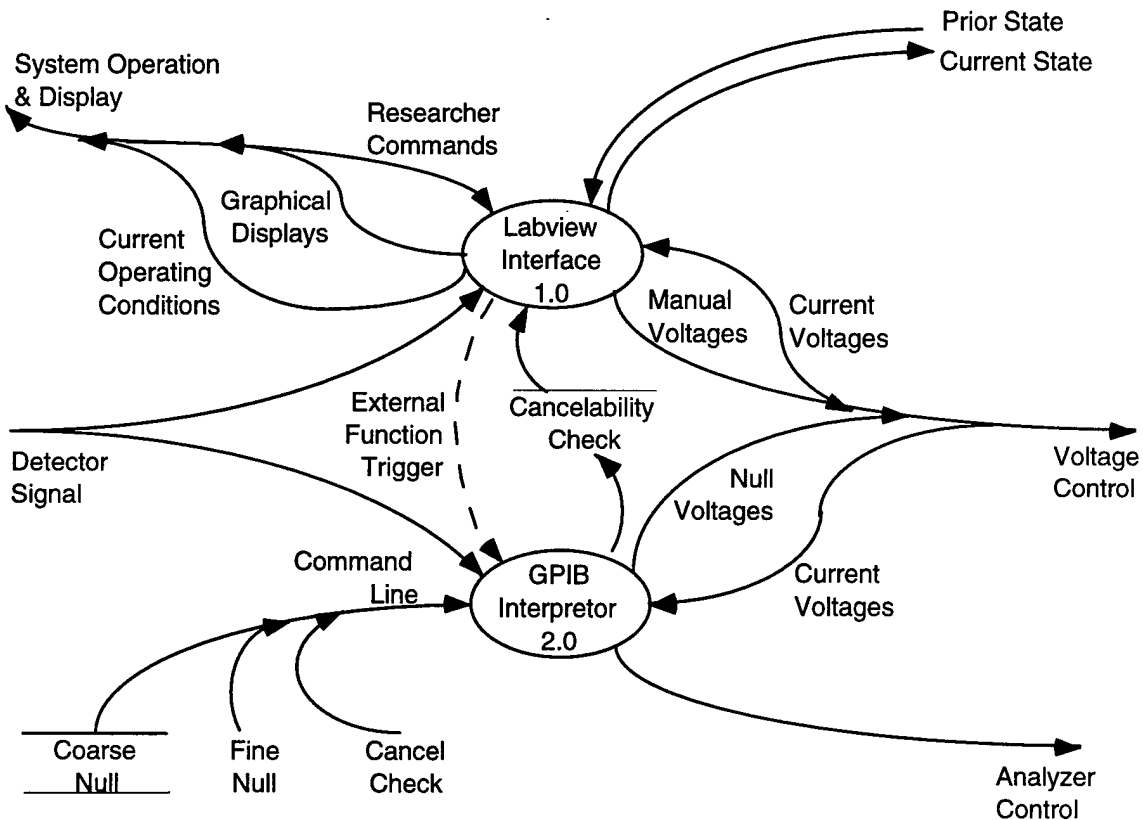 Prior State
Current State
System Operation
& Display
Researcher
Commands
Graphical
Displays
Current
Operating
Conditions
Labview
Interface
1.0
Manual
Voltages
Current
Voltages
External
Function
Trigger
Cancelability
Check
Detector
Signal
Voltage
Control
Null
Voltages
Command
Line
GPIB
Interpretor
2.0
Current
Voltages
Coarse
Null
Fine
Null
Cancel
Check
Analyzer
Control